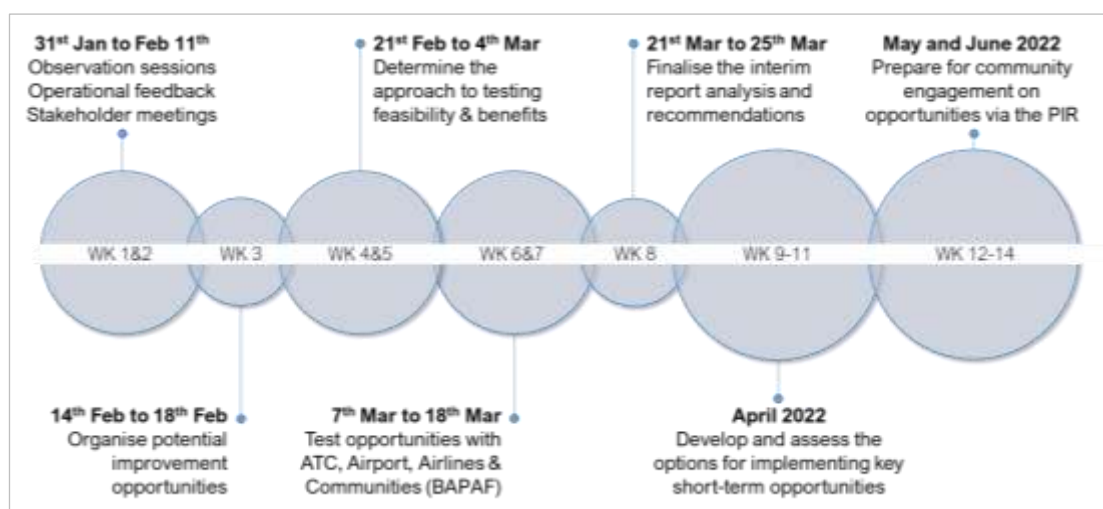 31st Jan to Feb 11th
Observation sessions
Operational feedback
Stakeholder meetings
21st Feb to 4th Mar
Determine the
approach to testing
feasibility & benefits
21st Mar to 25th Mar
Finalise the interim
report analysis and
recommendations
May and June 2022
Prepare for community
engagement on
opportunities via the PIR
WK 1&2
WK 3
WK 4&5
WK 6&7
WK 8
WK 9-11
WK 12-14
14th Feb to 18th Feb
Organise potential
improvement
opportunities
7th Mar to 18th Mar
Test opportunities with
ATC, Airport, Airlines &
Communities (BAPAF)
April 2022
Develop and assess the
options for implementing key
short-term opportunities